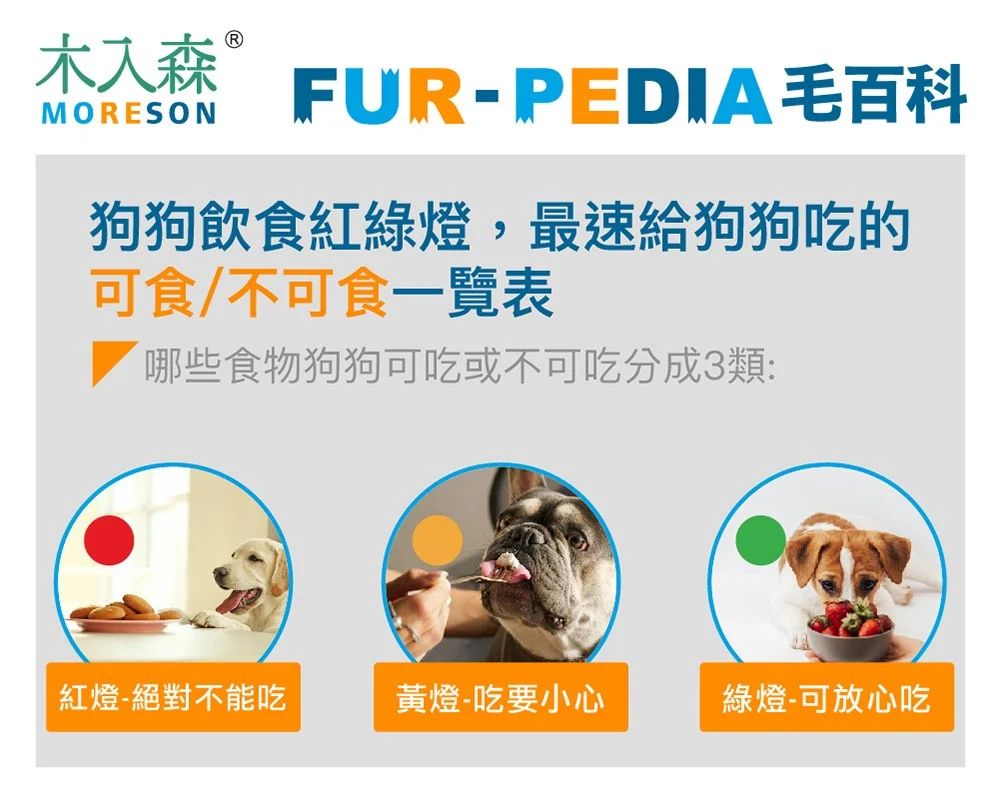 木入森®
MORESON
FUR-PEDIA毛百科
狗狗飲食紅綠燈，最速給狗狗吃的
可食/不可食一覽表
哪些食物狗狗可吃或不可吃分成3類:
紅燈-絕對不能吃
黃燈-吃要小心
綠燈-可放心吃